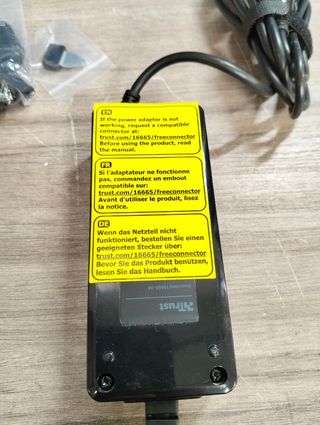 EN
If the power adapter is not
working, request a compatible
connector at:
trust.com/16665/freeconnector
Before using the product, read
the manual.
FR
Si l'adaptateur ne fonctionne
pas, commandez un embout
compatible sur:
trust.com/16665/freeconnector
Avant d'utiliser le produit, lisez
la notice.
DE
Wenn das Netzteil nicht
funktioniert, bestellen Sie einen
geeigneten Stecker über:
trust.com/16665/freeconnector
Bevor Sie das Produkt benutzen,
lesen Sie das Handbuch.
Trust